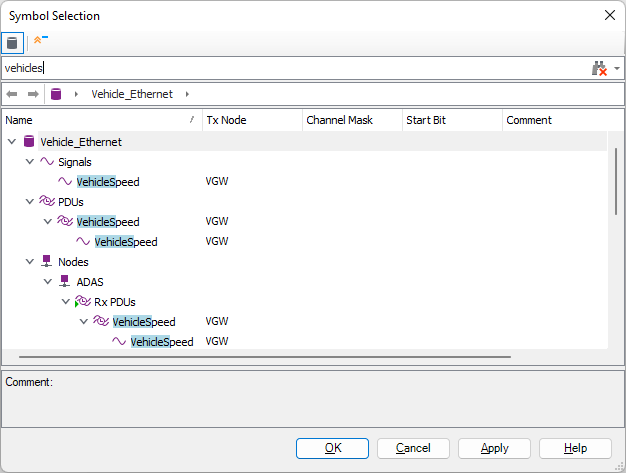 Symbol Selection
vehicles
Vehicle_Ethernet
Name Tx Node Channel Mask Start Bit Comment
Vehicle_Ethernet
Signals
VehicleSpeed VGW
PDUs
VehicleSpeed VGW
VehicleSpeed VGW
Nodes
ADAS
Rx PDUs
VehicleSpeed VGW
VehicleSpeed VGW
Comment:
OK Cancel Apply Help